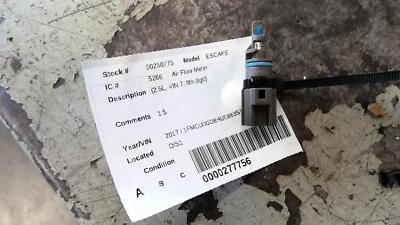 Stock # 00250775 Model ESCAPE
IC # 5266 Air Flow Meter
Description (2.5L, VIN 7, 8th digit)
Comments 1.5
Year/VIN 2017 /
Located DIS1
Condition
A B C
0000277756